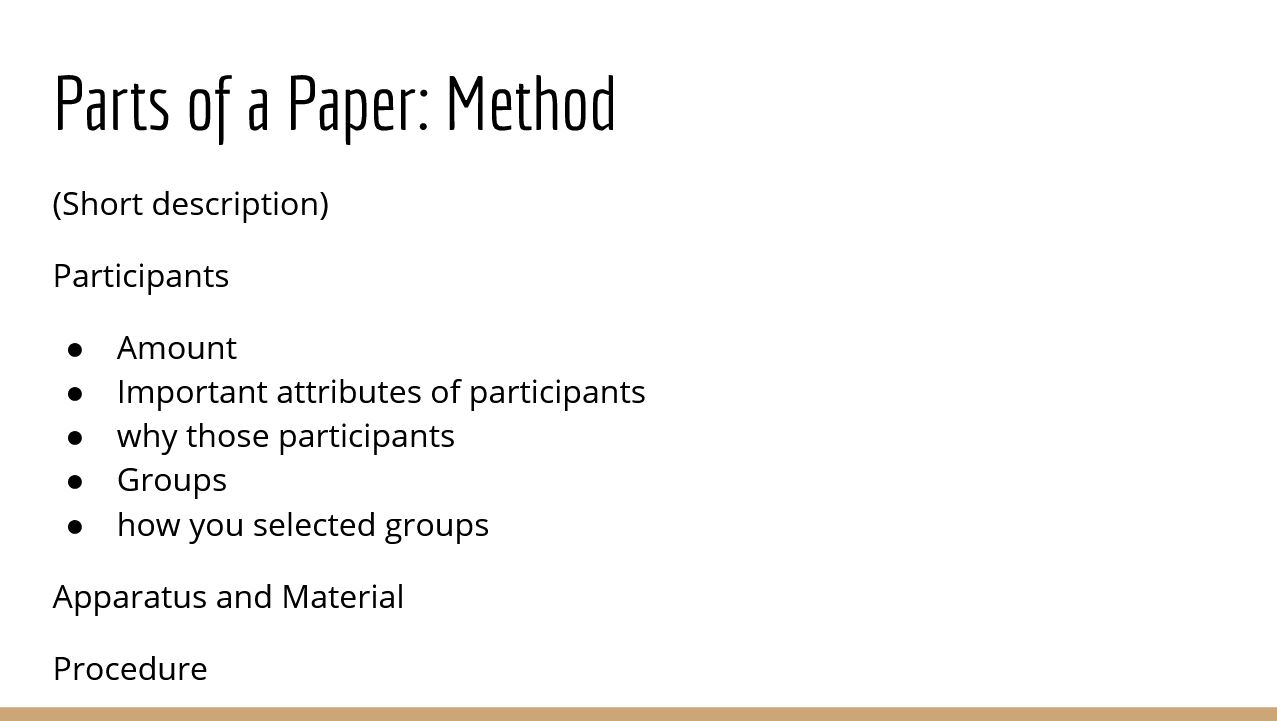 Parts of a Paper: Method
(Short description)
Participants
● Amount
● Important attributes of participants
● why those participants
● Groups
● how you selected groups
Apparatus and Material
Procedure